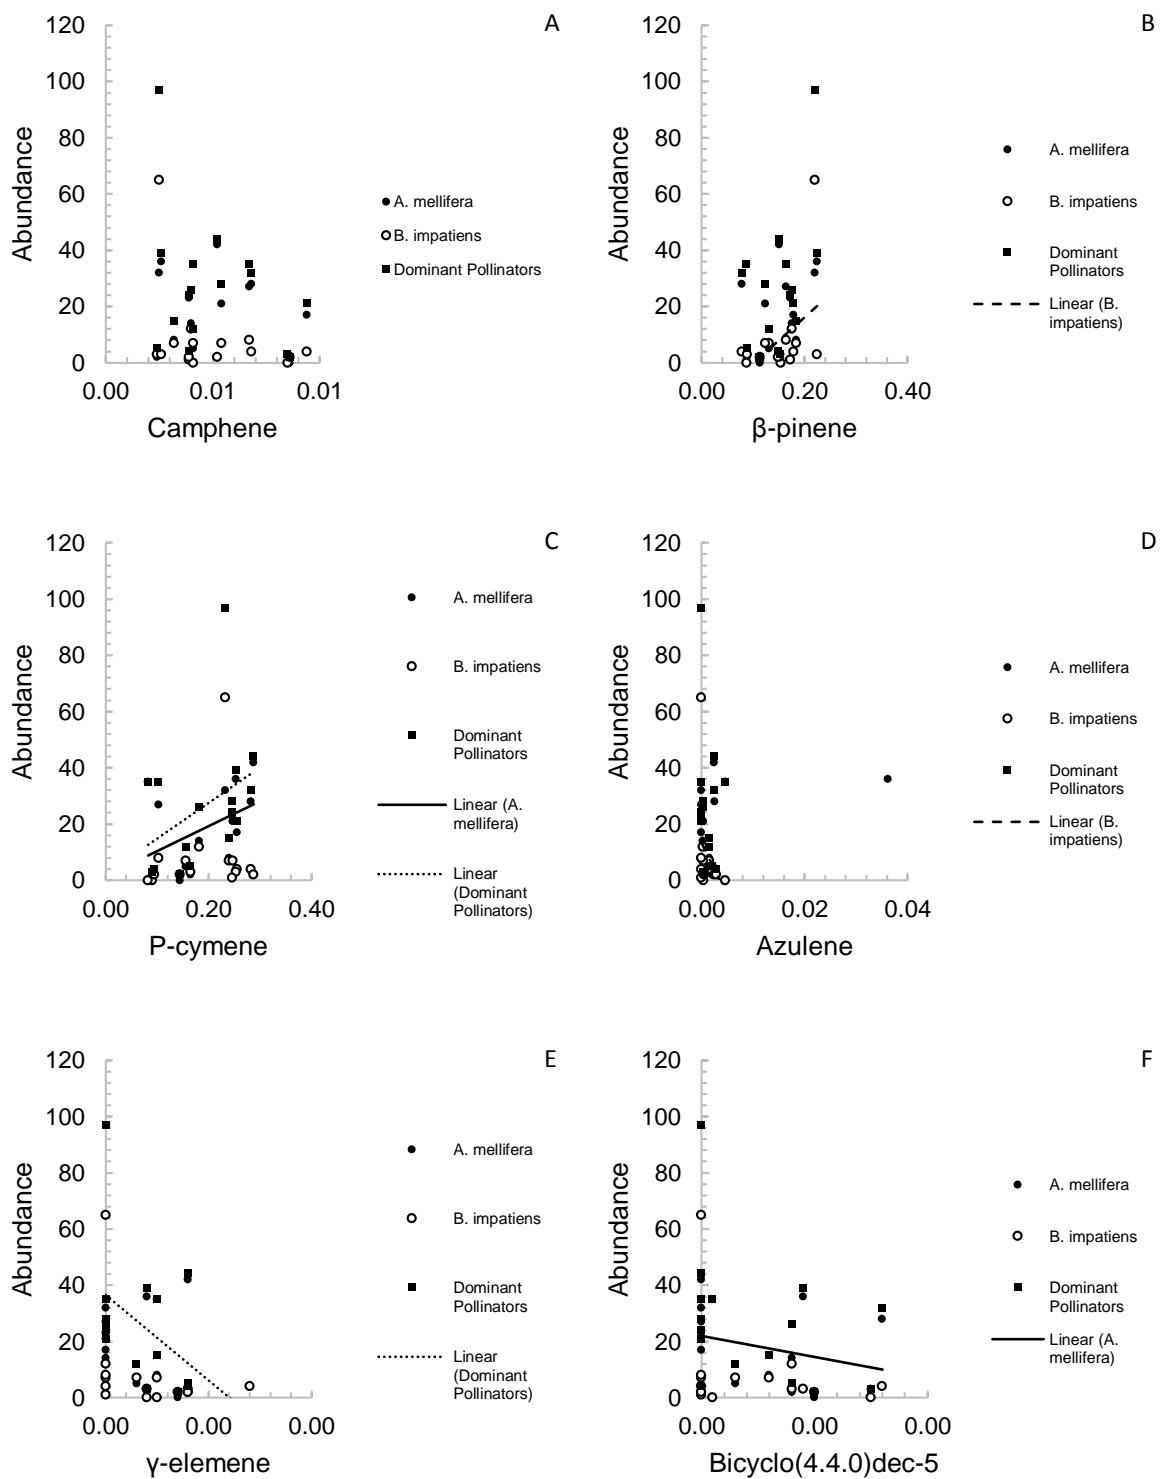 A
120
100
80
60
40
20
0
Abundance
0.00
0.01
0.01
Camphene
A. mellifera
B. impatiens
Dominant Pollinators
B
120
100
80
60
40
20
0
Abundance
0.00
0.20
0.40
β-pinene
A. mellifera
B. impatiens
Dominant
Pollinators
Linear (B.
impatiens)
C
120
100
80
60
40
20
0
Abundance
0.00
0.20
0.40
P-cymene
A. mellifera
B. impatiens
Dominant
Pollinators
Linear (A.
mellifera)
Linear
(Dominant
Pollinators)
D
120
100
80
60
40
20
0
Abundance
0.00
0.02
0.04
Azulene
A. mellifera
B. impatiens
Dominant
Pollinators
Linear (B.
impatiens)
E
120
100
80
60
40
20
0
Abundance
0.00
0.00
0.00
γ-elemene
A. mellifera
B. impatiens
Dominant
Pollinators
Linear
(Dominant
Pollinators)
F
120
100
80
60
40
20
0
Abundance
0.00
0.00
0.00
Bicyclo(4.4.0)dec-5
A. mellifera
B. impatiens
Dominant
Pollinators
Linear (A.
mellifera)